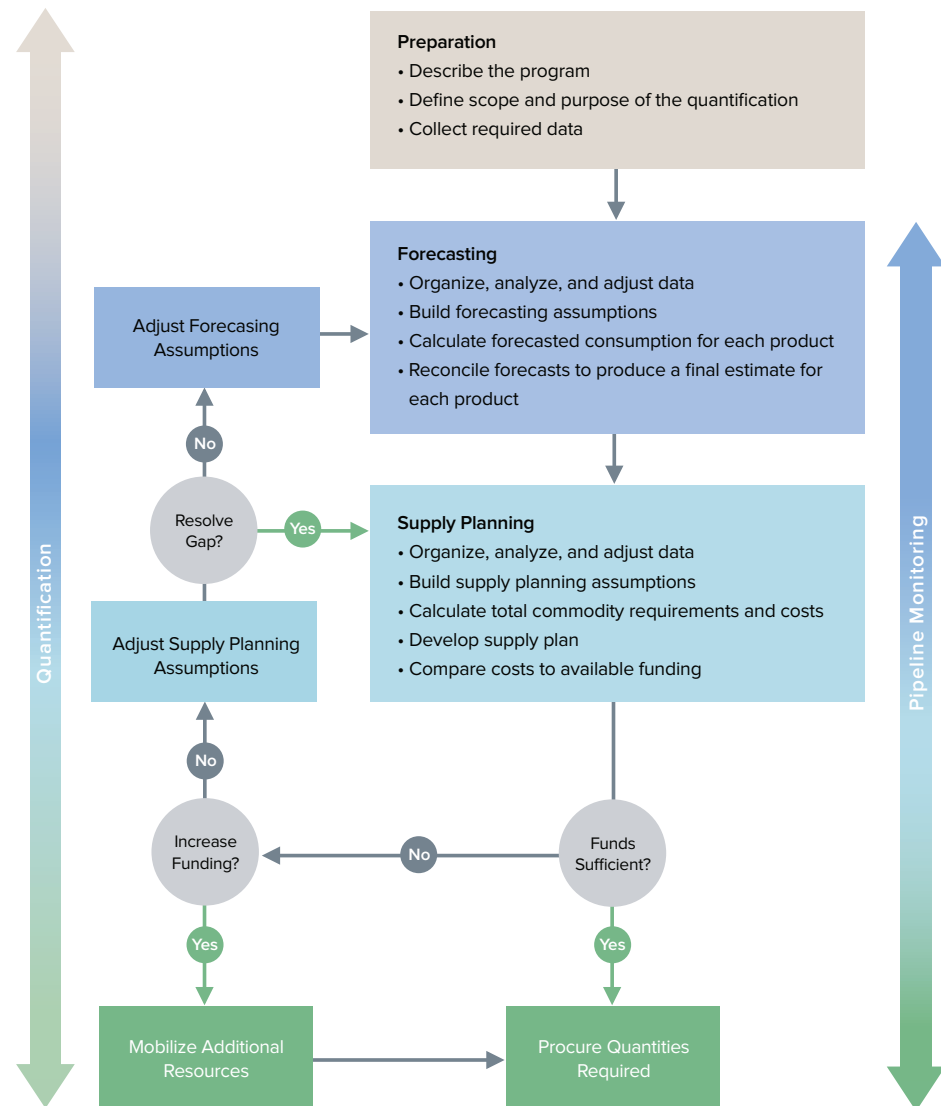 Preparation
• Describe the program
• Define scope and purpose of the quantification
• Collect required data
Forecasting
• Organize, analyze, and adjust data
• Build forecasting assumptions
• Calculate forecasted consumption for each product
• Reconcile forecasts to produce a final estimate for
each product
Adjust Forecasing
Assumptions
No
Resolve
Gap?
Yes
Supply Planning
• Organize, analyze, and adjust data
• Build supply planning assumptions
• Calculate total commodity requirements and costs
• Develop supply plan
• Compare costs to available funding
Adjust Supply Planning
Assumptions
No
Increase
Funding?
No
Funds
Sufficient?
Yes
Yes
Mobilize Additional
Resources
Procure Quantities
Required
Quantification
Pipeline Monitoring